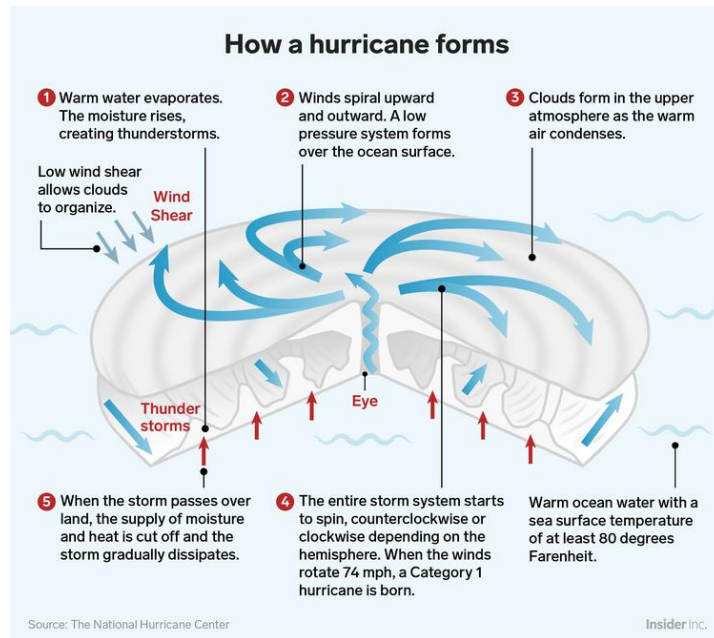 How a hurricane forms
1 Warm water evaporates.
The moisture rises,
creating thunderstorms.
2 Winds spiral upward
and outward. A low
pressure system forms
over the ocean surface.
3 Clouds form in the upper
atmosphere as the warm
air condenses.
Low wind shear
allows clouds
to organize.
Wind
Shear
Thunder
storms
Eye
5 When the storm passes over
land, the supply of moisture
and heat is cut off and the
storm gradually dissipates.
4 The entire storm system starts
to spin, counterclockwise or
clockwise depending on the
hemisphere. When the winds
rotate 74 mph, a Category 1
hurricane is born.
Warm ocean water with a
sea surface temperature
of at least 80 degrees
Farenheit.
Source: The National Hurricane Center
Insider Inc.